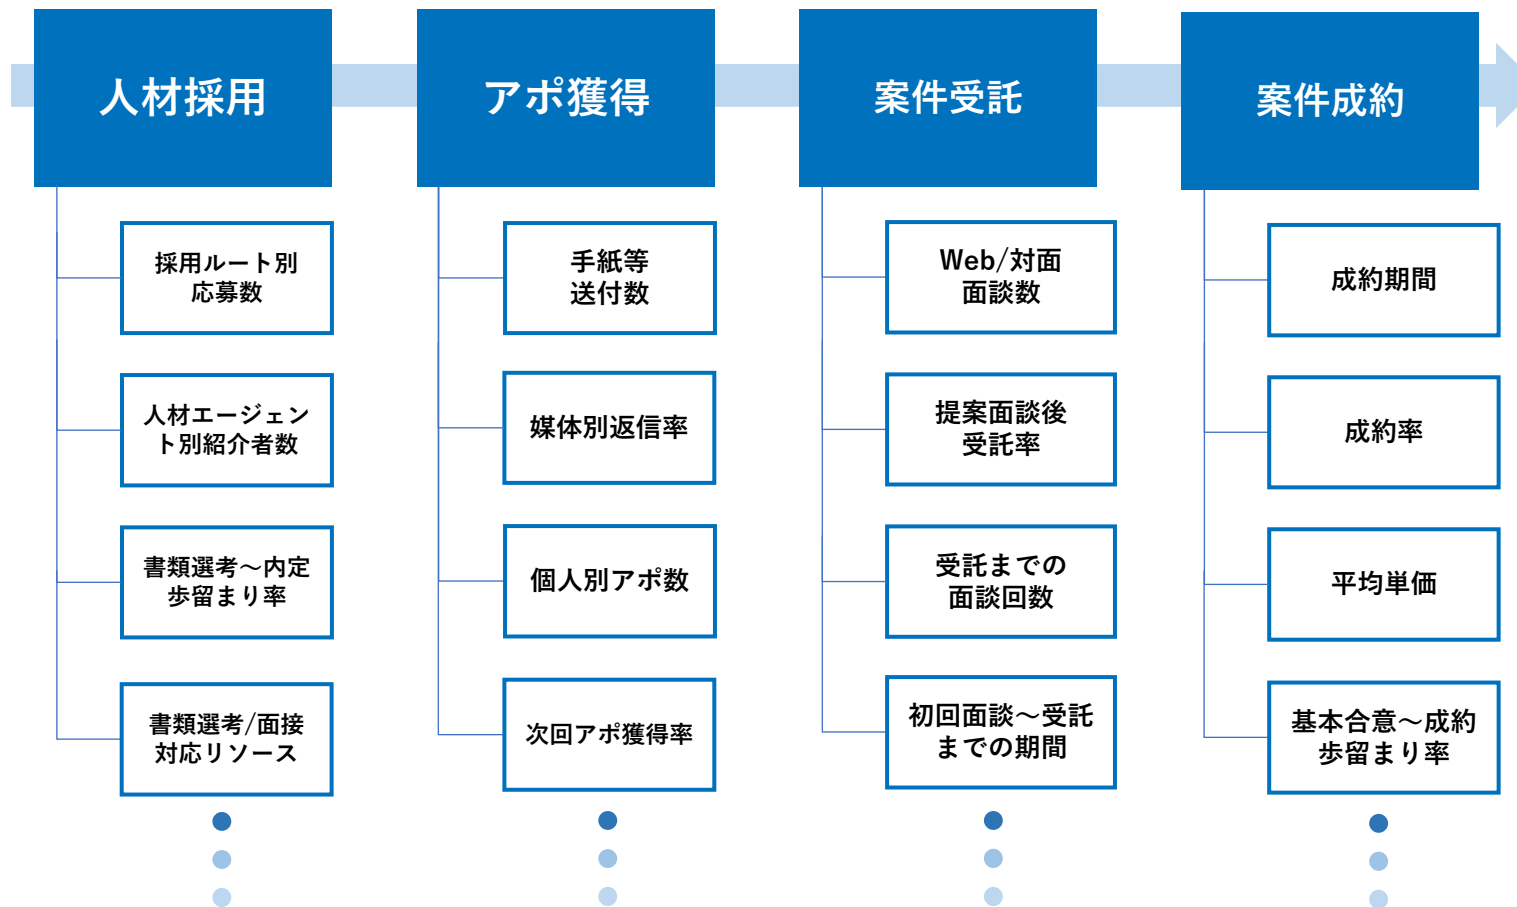 人材採用
アポ獲得
案件受託
案件成約
採用ルート別
応募数
人材エージェン
ト別紹介者数
書類選考～内定
歩留まり率
書類選考/面接
対応リソース
手紙等
送付数
媒体別返信率
個人別アポ数
次回アポ獲得率
Web/対面
面談数
提案面談後
受託率
受託までの
面談回数
初回面談～受託
までの期間
成約期間
成約率
平均単価
基本合意～成約
歩留まり率